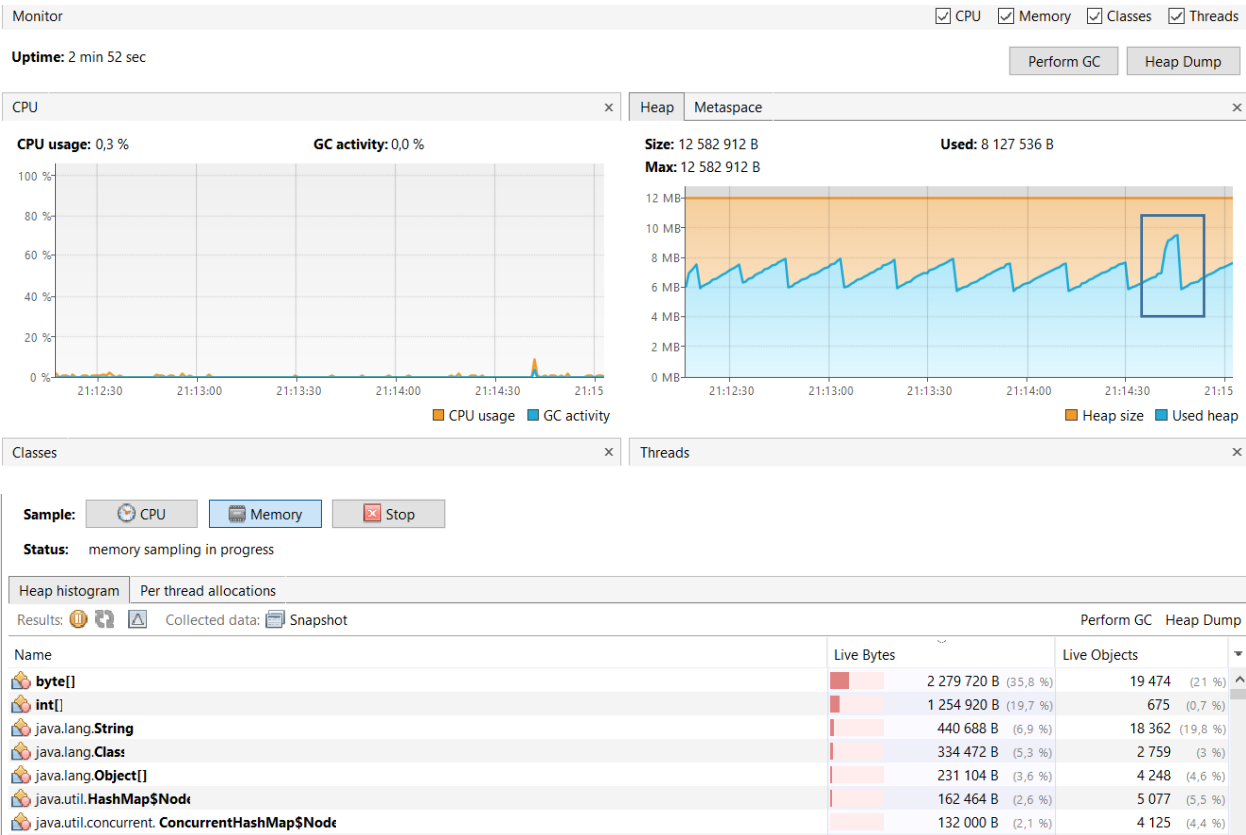 Monitor CPU Memory Classes Threads
Uptime: 2 min 52 sec
Perform GC Heap Dump
CPU × Heap Metaspace ×
CPU usage: 0,3 % GC activity: 0,0 % Size: 12 582 912 B Used: 8 127 536 B
Max: 12 582 912 B
100 %
80 %
60 %
40 %
20 %
0 %
21:12:30 21:13:00 21:13:30 21:14:00 21:14:30 21:15
CPU usage GC activity
12 MB
10 MB
8 MB
6 MB
4 MB
2 MB
0 MB
21:12:30 21:13:00 21:13:30 21:14:00 21:14:30 21:15
Heap size Used heap
Classes × Threads ×
Sample: CPU Memory Stop
Status: memory sampling in progress
Heap histogram Per thread allocations
Results: Collected data: Snapshot Perform GC Heap Dump
Name Live Bytes Live Objects
byte[] 2 279 720 B (35,8 %) 19 474 (21 %)
int[] 1 254 920 B (19,7 %) 675 (0,7 %)
java.lang.String 440 688 B (6,9 %) 18 362 (19,8 %)
java.lang.Class 334 472 B (5,3 %) 2 759 (3 %)
java.lang.Object[] 231 104 B (3,6 %) 4 248 (4,6 %)
java.util.HashMap$Node 162 464 B (2,6 %) 5 077 (5,5 %)
java.util.concurrent. ConcurrentHashMap$Node 132 000 B (2,1 %) 4 125 (4,4 %)